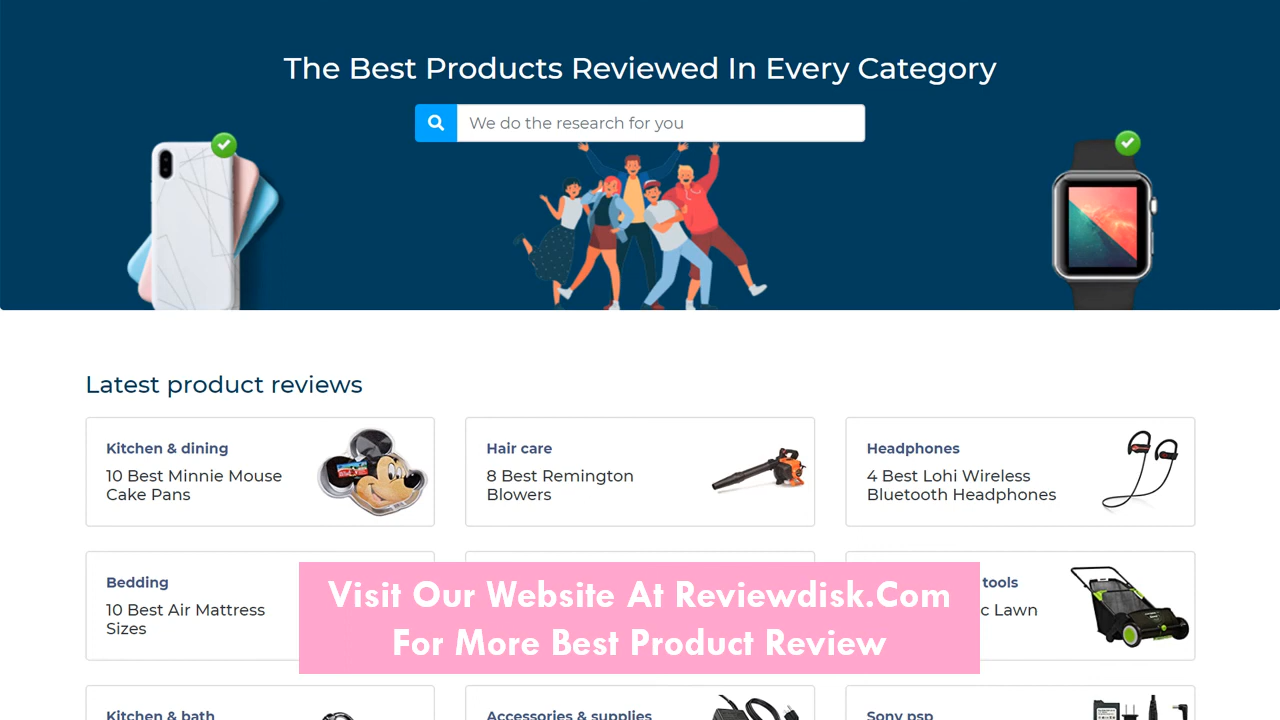 The Best Products Reviewed In Every Category
We do the research for you
Latest product reviews
Kitchen & dining
10 Best Minnie Mouse
Cake Pans
Hair care
8 Best Remington
Blowers
Headphones
4 Best Lohi Wireless
Bluetooth Headphones
Bedding
10 Best Air Mattress
Sizes
tools
c Lawn
Visit Our Website At Reviewdisk.Com
For More Best Product Review
Kitchen & bath
Accessories & supplies
Sony psp